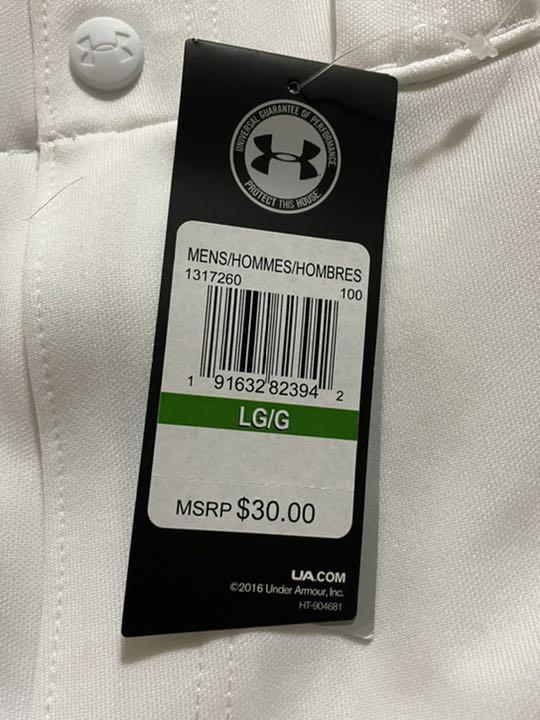 UNIVERSAL GUARANTEE OF PERFORMANCE
PROTECT THIS HOUSE
MENS/HOMMES/HOMBRES
1317260
100
1 91632 82394 2
LG/G
MSRP $30.00
UA.COM
©2016 Under Armour, Inc.
HT-904681